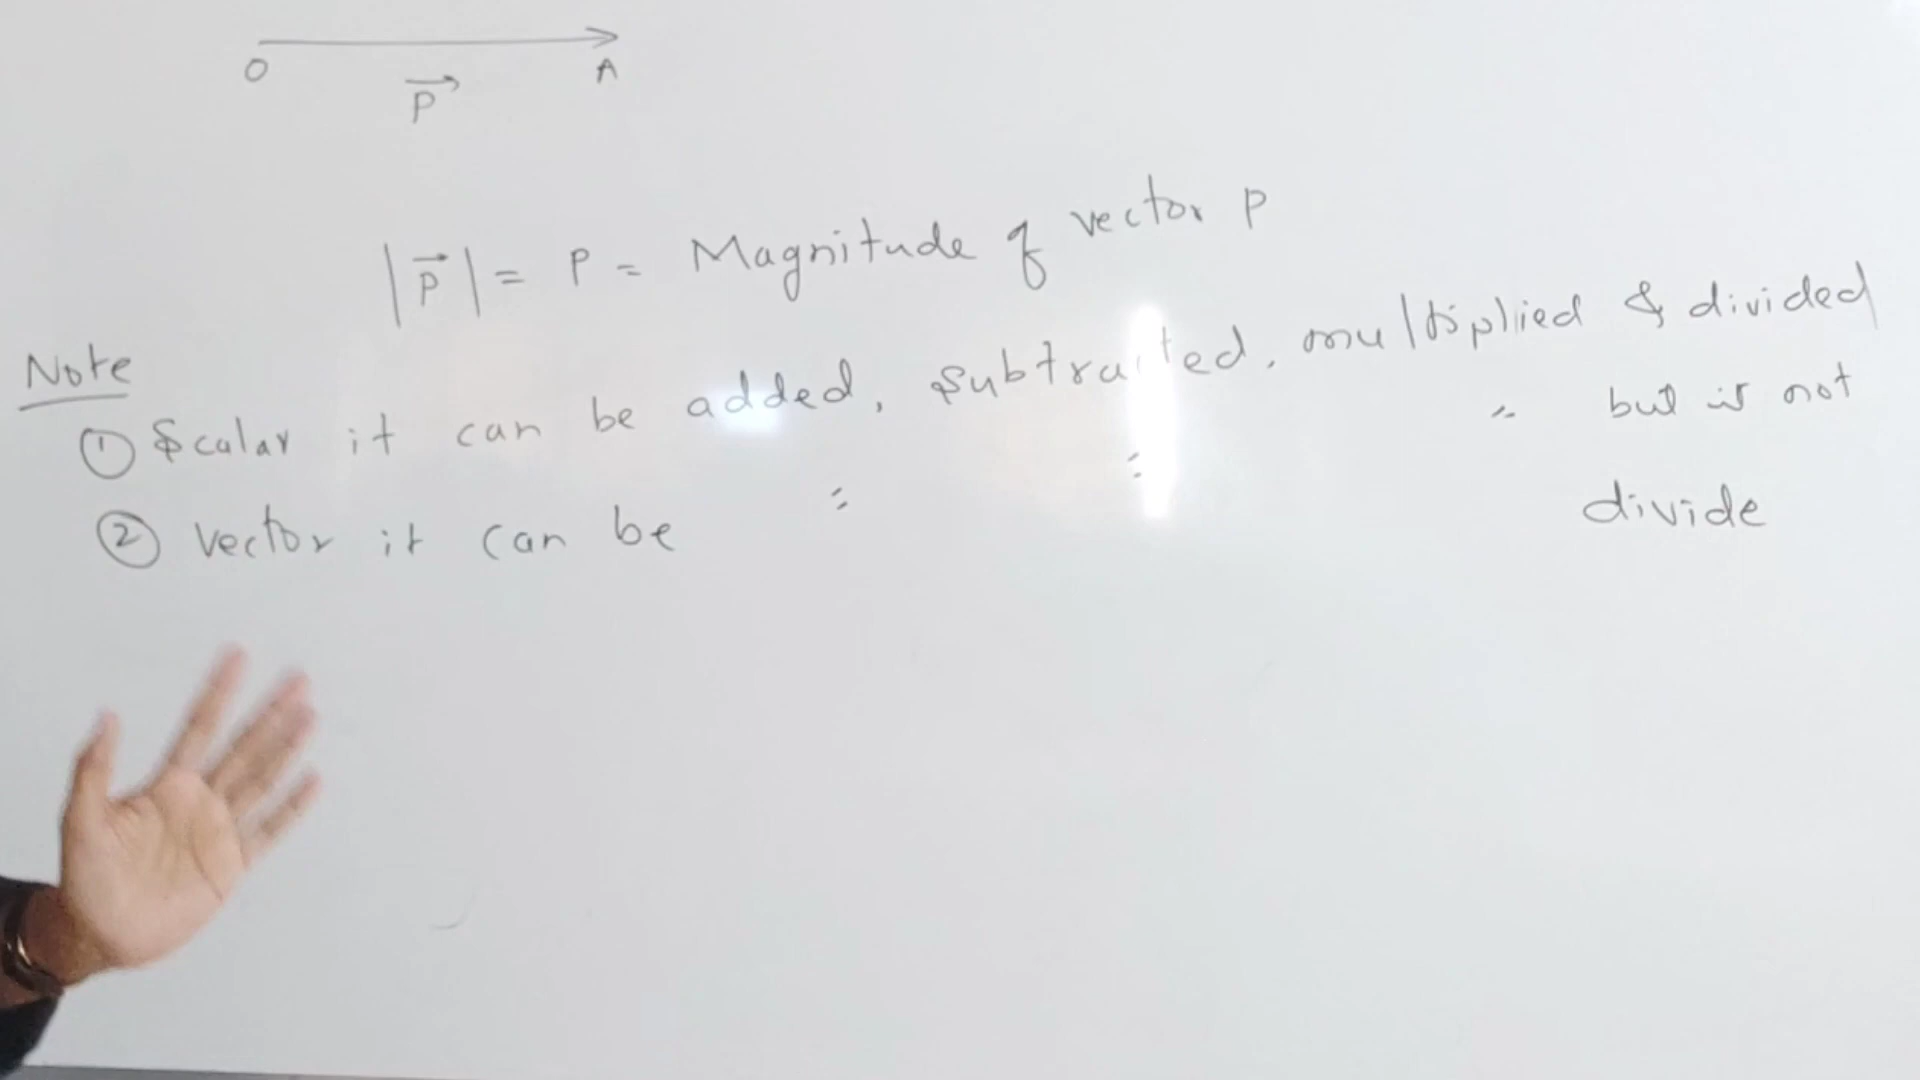 O A
P⃗
|P⃗| = P = Magnitude of vector P
Note
① Scalar it can be added, subtracted, multiplied & divided
② vector it can be " " " but is not
divide